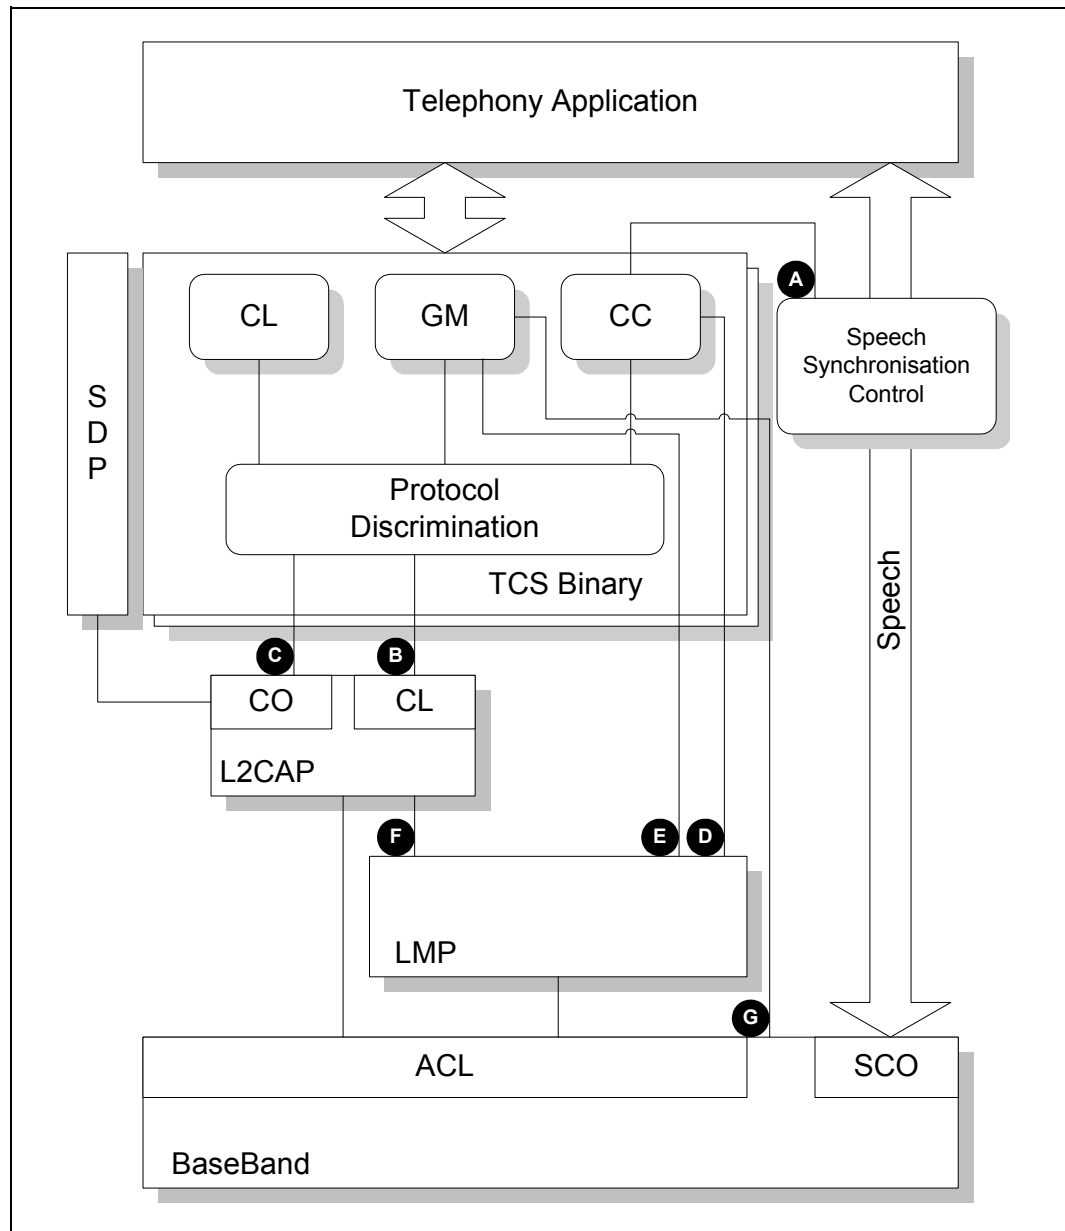 Telephony Application
A
CL
GM
CC
Speech
Synchronisation
Control
S
D
P
Protocol
Discrimination
TCS Binary
Speech
C
B
CO
CL
L2CAP
F
E
D
LMP
G
ACL
SCO
BaseBand